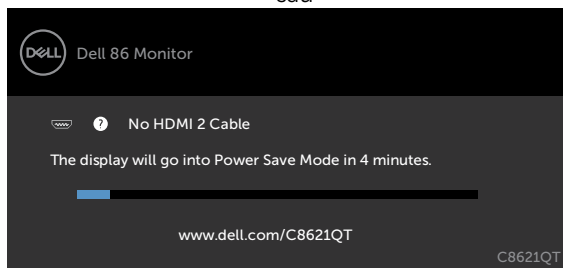 DELL
Dell 86 Monitor
? No HDMI 2 Cable
The display will go into Power Save Mode in 4 minutes.
www.dell.com/C8621QT
C8621QT